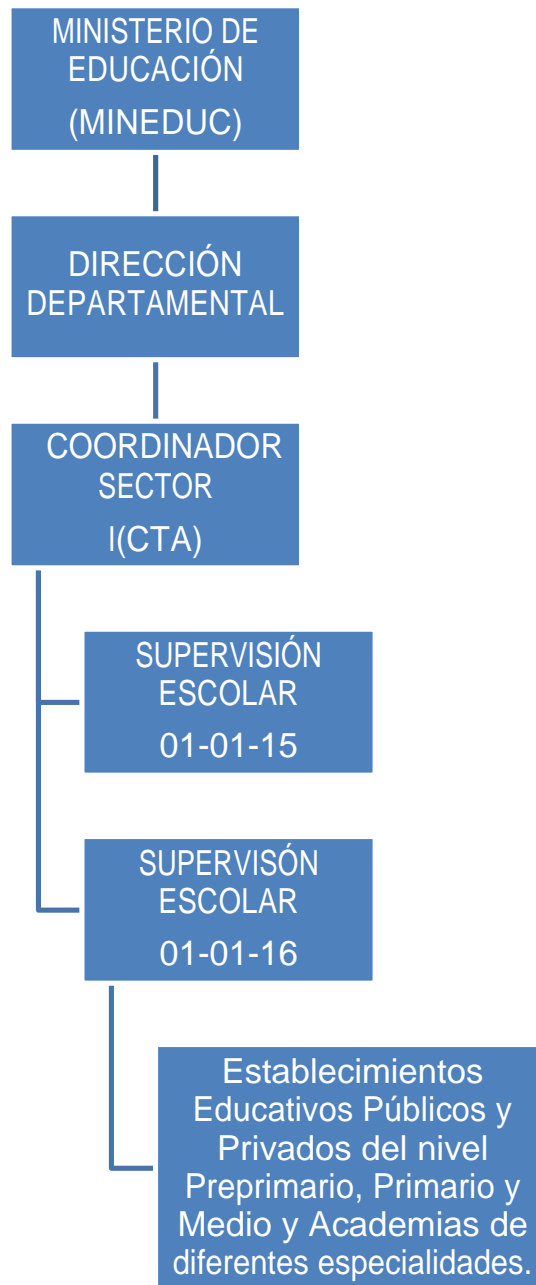 MINISTERIO DE
EDUCACIÓN
(MINEDUC)
DIRECCIÓN
DEPARTAMENTAL
COORDINADOR
SECTOR
I(CTA)
SUPERVISIÓN
ESCOLAR
01-01-15
SUPERVISÓN
ESCOLAR
01-01-16
Establecimientos
Educativos Públicos y
Privados del nivel
Preprimario, Primario y
Medio y Academias de
diferentes especialidades.